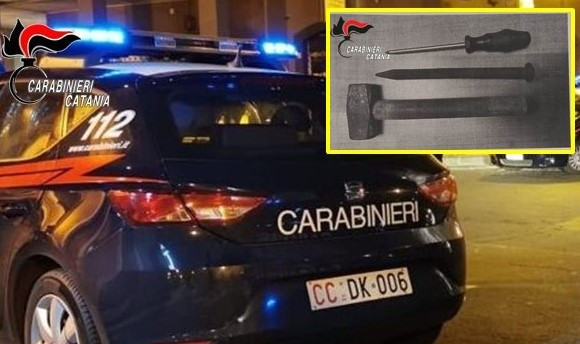 CARABINIERI
CATANIA
CARABINIERI
CATANIA
112
www.carabinieri.it
CARABINIERI
CC DK-006